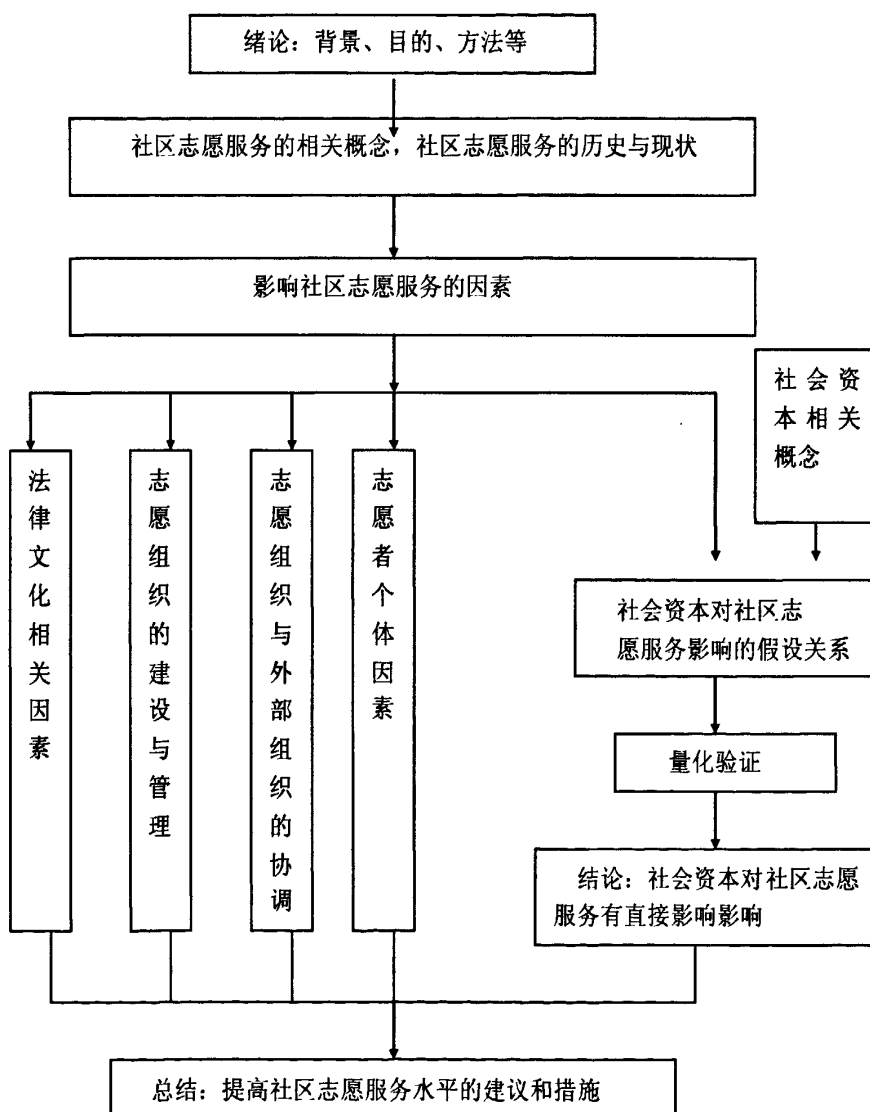 绪论：背景、目的、方法等
社区志愿服务的相关概念，社区志愿服务的历史与现状
影响社区志愿服务的因素
社会资
本相关
概念
法律文化相关因素
志愿组织的建设与管理
志愿组织与外部组织的协调
志愿者个体因素
社会资本对社区志
愿服务影响的假设关系
量化验证
结论：社会资本对社区志愿
服务有直接影响影响
总结：提高社区志愿服务水平的建议和措施